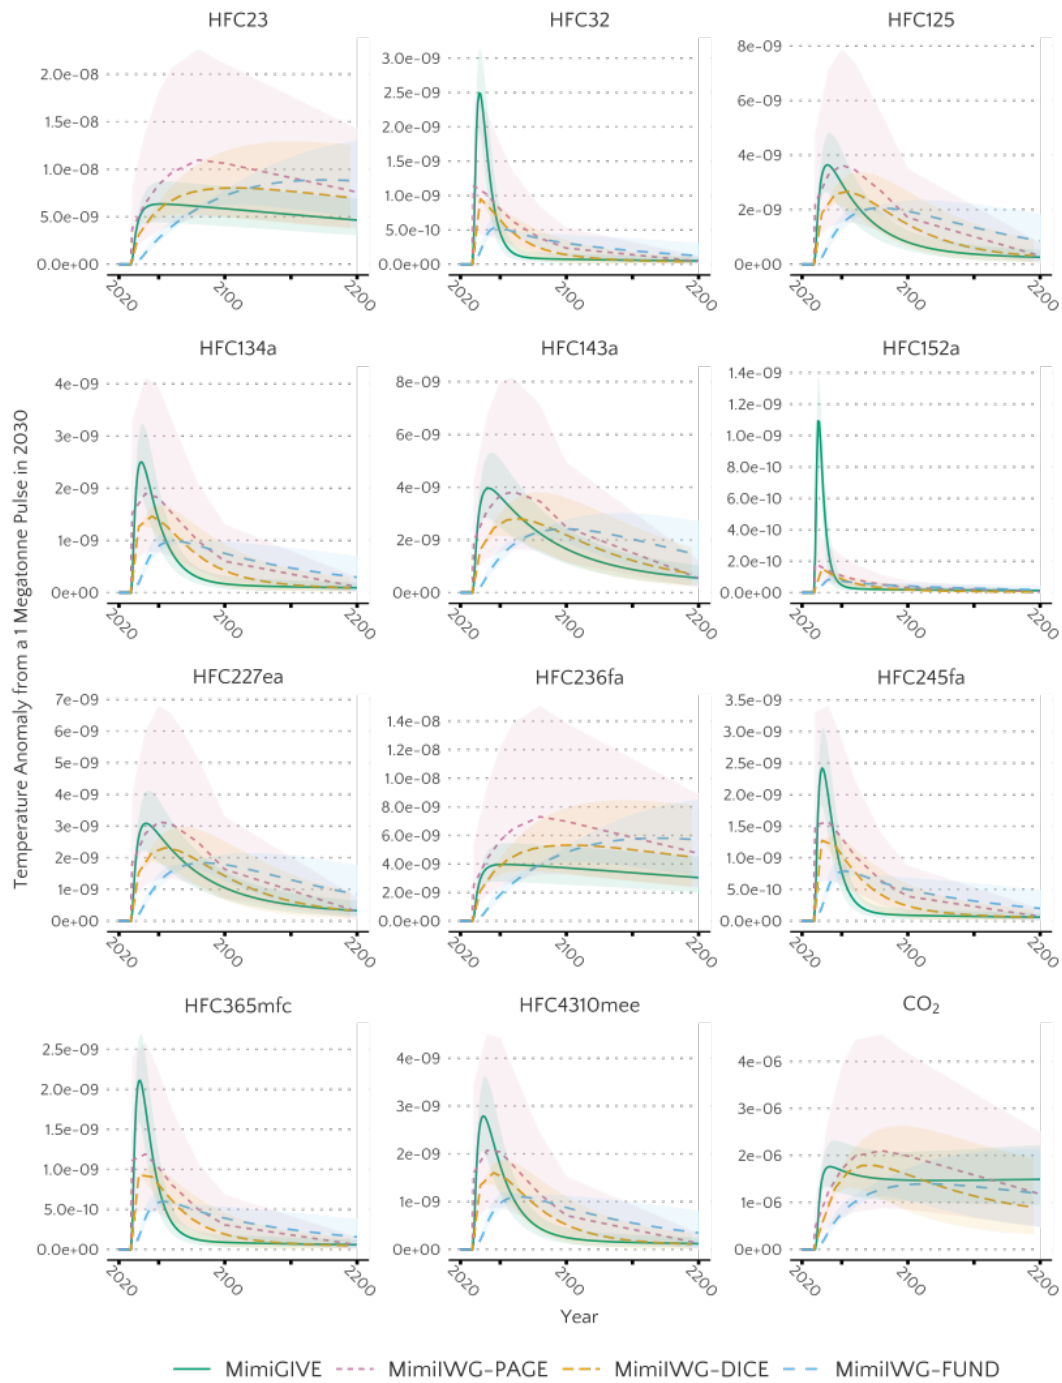 HFC23
HFC32
HFC125
2.0e-08
1.5e-08
1.0e-08
5.0e-09
0.0e+00
3.0e-09
2.5e-09
2.0e-09
1.5e-09
1.0e-09
5.0e-10
0.0e+00
8e-09
6e-09
4e-09
2e-09
0e+00
2020 2100 2200
2020 2100 2200
2020 2100 2200
HFC134a
HFC143a
HFC152a
4e-09
3e-09
2e-09
1e-09
0e+00
8e-09
6e-09
4e-09
2e-09
0e+00
1.4e-09
1.2e-09
1.0e-09
8.0e-10
6.0e-10
4.0e-10
2.0e-10
0.0e+00
2020 2100 2200
2020 2100 2200
2020 2100 2200
Temperature Anomaly from a 1 Megatonne Pulse in 2030
HFC227ea
HFC236fa
HFC245fa
7e-09
6e-09
5e-09
4e-09
3e-09
2e-09
1e-09
0e+00
1.4e-08
1.2e-08
1.0e-08
8.0e-09
6.0e-09
4.0e-09
2.0e-09
0.0e+00
3.5e-09
3.0e-09
2.5e-09
2.0e-09
1.5e-09
1.0e-09
5.0e-10
0.0e+00
2020 2100 2200
2020 2100 2200
2020 2100 2200
HFC365mfc
HFC4310mee
CO₂
2.5e-09
2.0e-09
1.5e-09
1.0e-09
5.0e-10
0.0e+00
4e-09
3e-09
2e-09
1e-09
0e+00
4e-06
3e-06
2e-06
1e-06
0e+00
2020 2100 2200
2020 2100 2200
2020 2100 2200
Year
MimiGIVE MimiIWG-PAGE MimiIWG-DICE MimiIWG-FUND